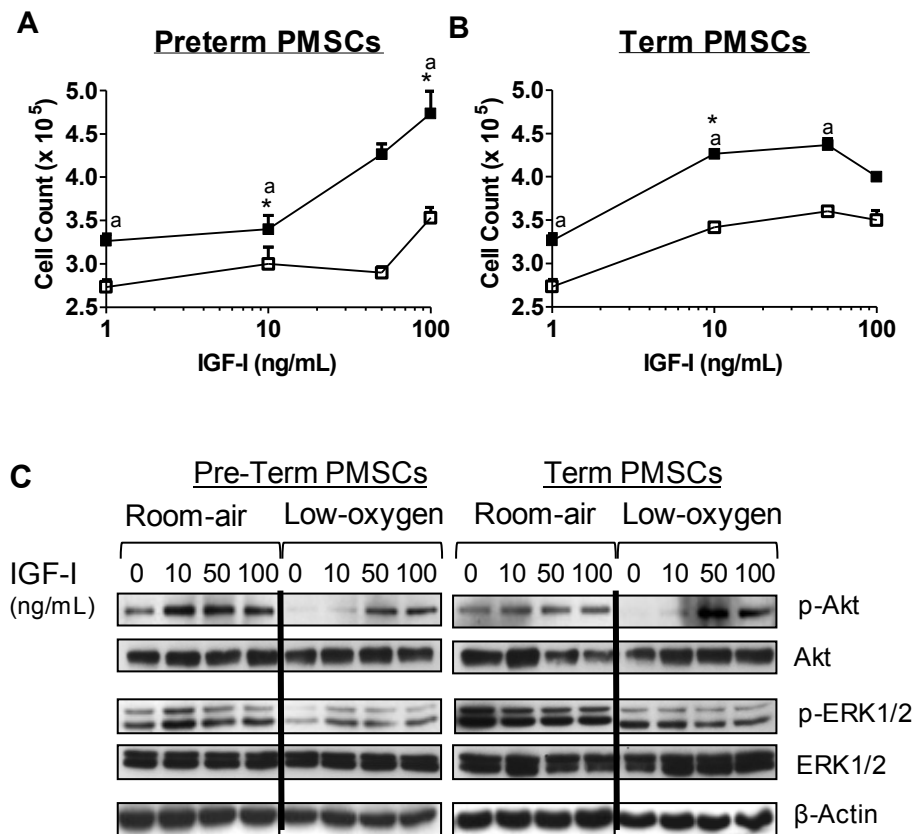 A
Preterm PMSCs
Cell Count (x 10 5)
5.0
4.5
4.0
3.5
3.0
2.5
a
a
*
a
*
1
10
100
IGF-I (ng/mL)
B
Term PMSCs
Cell Count (x 10 5)
5.0
4.5
4.0
3.5
3.0
2.5
a
*
a
a
1
10
100
IGF-I (ng/mL)
C
Pre-Term PMSCs
Term PMSCs
Room-air Low-oxygen Room-air Low-oxygen
IGF-I 0 10 50 100 0 10 50 100 0 10 50 100 0 10 50 100
(ng/mL)
p-Akt
Akt
p-ERK1/2
ERK1/2
β-Actin